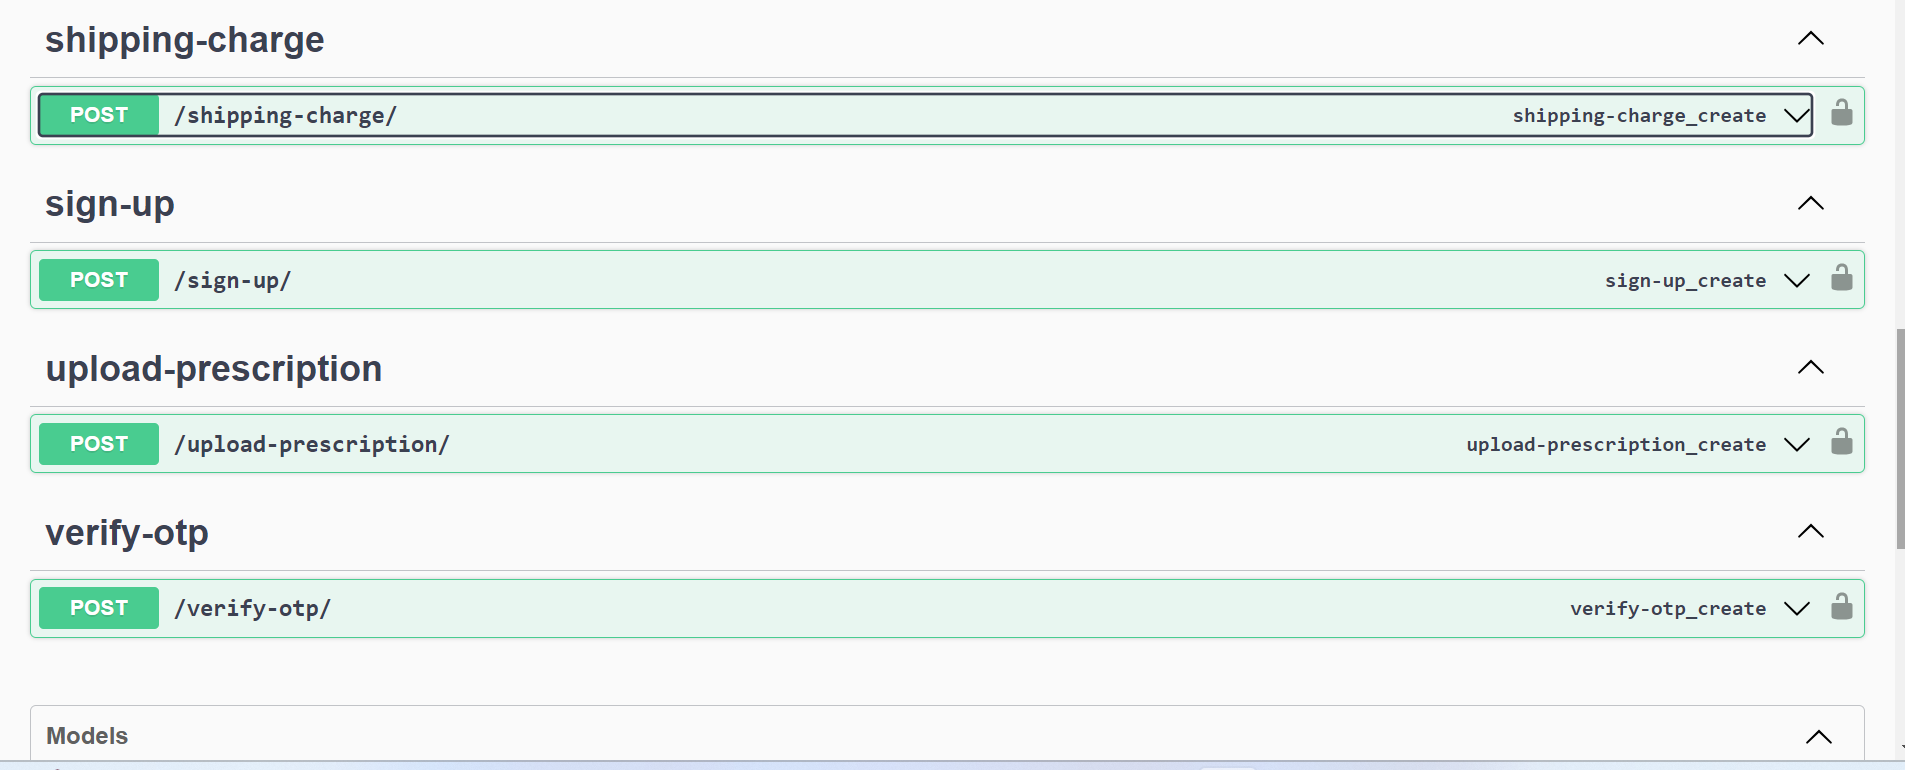 shipping-charge
POST /shipping-charge/ shipping-charge_create
sign-up
POST /sign-up/ sign-up_create
upload-prescription
POST /upload-prescription/ upload-prescription_create
verify-otp
POST /verify-otp/ verify-otp_create
Models